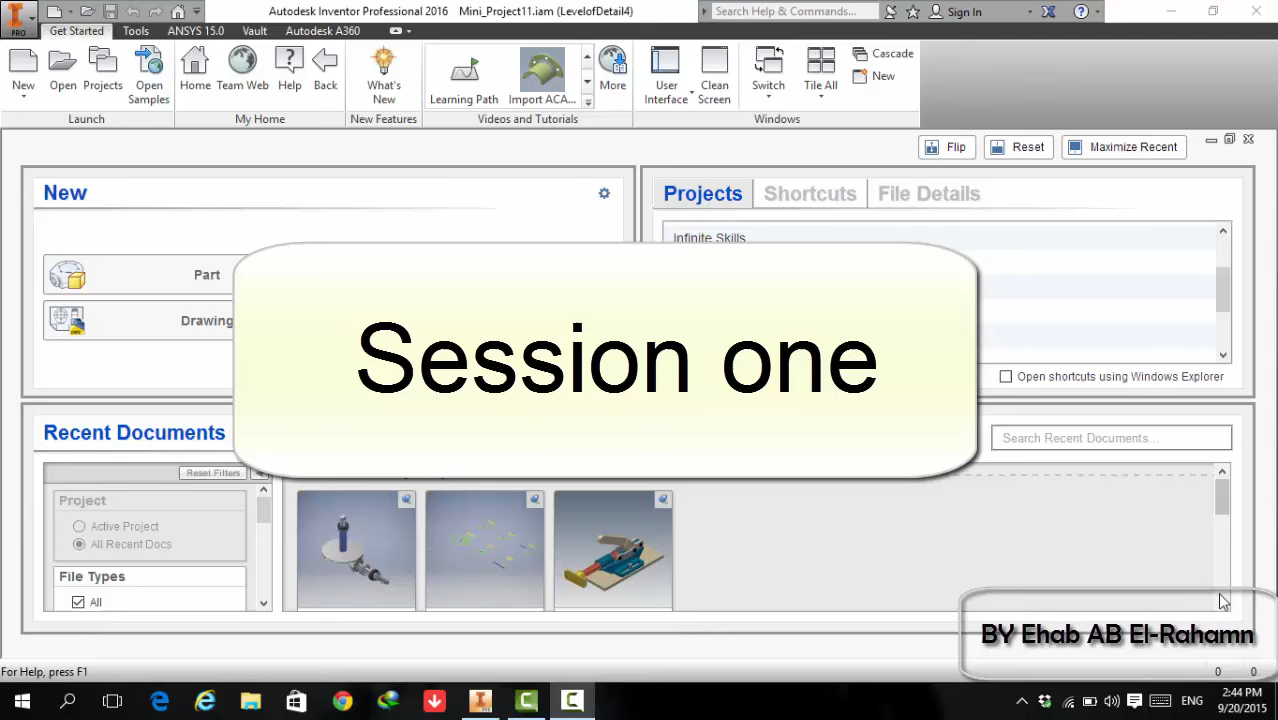 Autodesk Inventor Professional 2016 Mini_Project11.iam (LevelofDetail4)
Search Help & Commands...
Sign In
PRO
Get Started Tools ANSYS 15.0 Vault Autodesk A360
New
Open
Projects
Open Samples
Home
Team Web
Help
Back
What's New
Learning Path
Import ACA...
More
User Interface
Clean Screen
Switch
Tile All
Cascade
New
Launch
My Home
New Features
Videos and Tutorials
Windows
Flip
Reset
Maximize Recent
New
Projects
Shortcuts
File Details
Infinite Skills
Part
Drawing
Session one
Open shortcuts using Windows Explorer
Recent Documents
Search Recent Documents...
Reset Filters
Project
Active Project
All Recent Docs
File Types
All
BY Ehab AB El-Rahamn
For Help, press F1
0 0
ENG
2:44 PM
9/20/2015